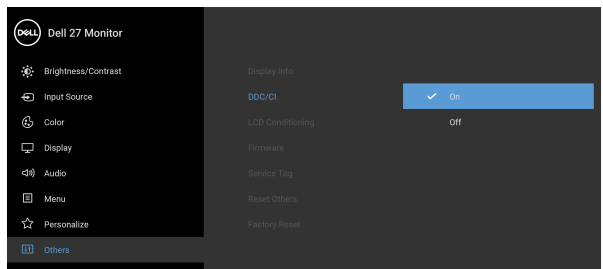 DELL
Dell 27 Monitor
Brightness/Contrast
Input Source
Color
Display
Audio
Menu
Personalize
Others
Display Info
DDC/CI
LCD Conditioning
Firmware
Service Tag
Reset Others
Factory Reset
On
Off